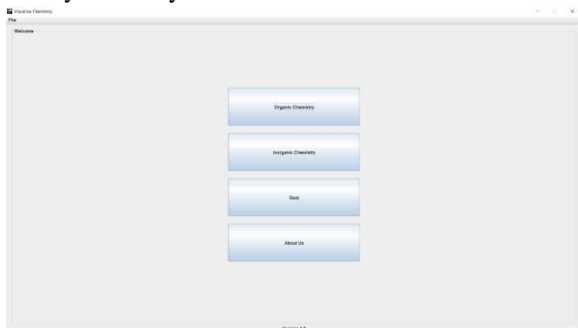 Visualize Chemistry
File
Welcome
Organic Chemistry
Inorganic Chemistry
Quiz
About Us